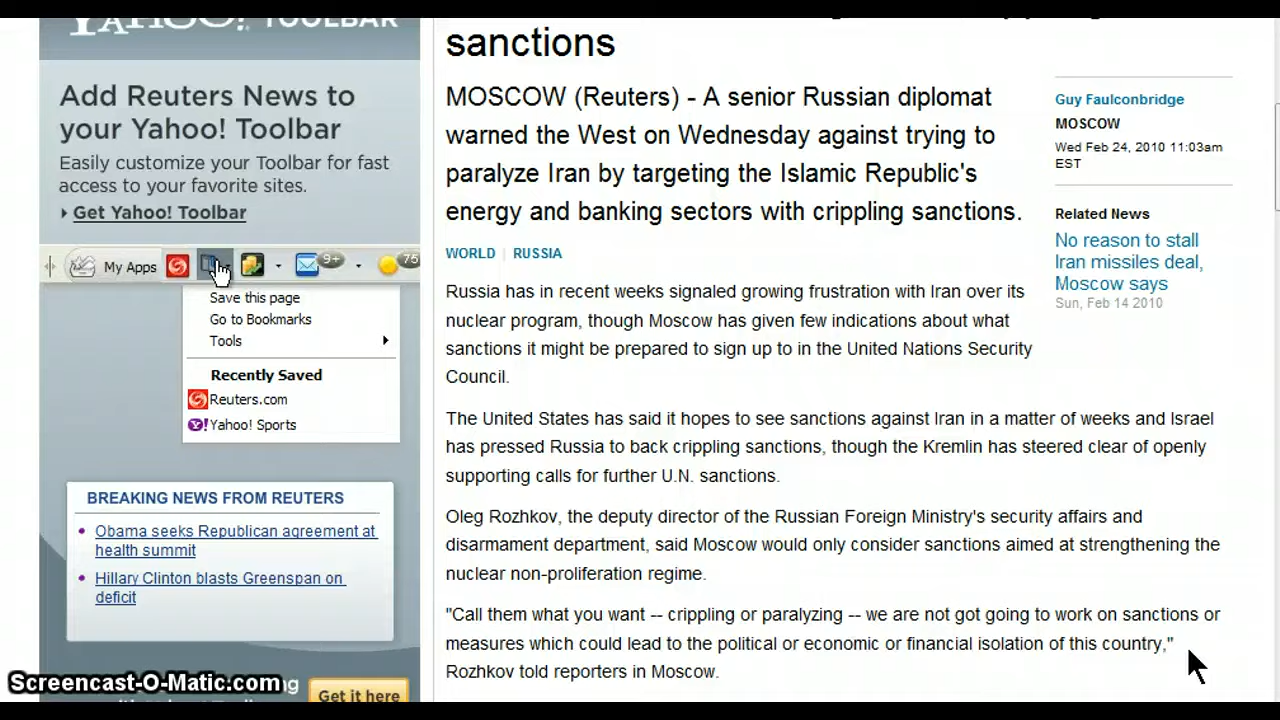 YAHOO! TOOLBAR
Add Reuters News to
your Yahoo! Toolbar
Easily customize your Toolbar for fast
access to your favorite sites.
Get Yahoo! Toolbar
My Apps
9+
75
Save this page
Go to Bookmarks
Tools
Recently Saved
Reuters.com
Y! Yahoo! Sports
BREAKING NEWS FROM REUTERS
Obama seeks Republican agreement at
health summit
Hillary Clinton blasts Greenspan on
deficit
Screencast-O-Matic.com
Get it here
sanctions
MOSCOW (Reuters) - A senior Russian diplomat
warned the West on Wednesday against trying to
paralyze Iran by targeting the Islamic Republic's
energy and banking sectors with crippling sanctions.
WORLD | RUSSIA
Russia has in recent weeks signaled growing frustration with Iran over its
nuclear program, though Moscow has given few indications about what
sanctions it might be prepared to sign up to in the United Nations Security
Council.
The United States has said it hopes to see sanctions against Iran in a matter of weeks and Israel
has pressed Russia to back crippling sanctions, though the Kremlin has steered clear of openly
supporting calls for further U.N. sanctions.
Oleg Rozhkov, the deputy director of the Russian Foreign Ministry's security affairs and
disarmament department, said Moscow would only consider sanctions aimed at strengthening the
nuclear non-proliferation regime.
"Call them what you want -- crippling or paralyzing -- we are not got going to work on sanctions or
measures which could lead to the political or economic or financial isolation of this country,"
Rozhkov told reporters in Moscow.
Guy Faulconbridge
MOSCOW
Wed Feb 24, 2010 11:03am
EST
Related News
No reason to stall
Iran missiles deal,
Moscow says
Sun, Feb 14 2010